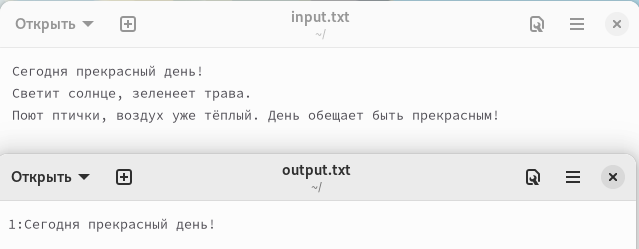 Открыть
input.txt
~/
Сегодня прекрасный день!
Светит солнце, зеленеет трава.
Поют птички, воздух уже тёплый. День обещает быть прекрасным!
Открыть
output.txt
~/
1:Сегодня прекрасный день!